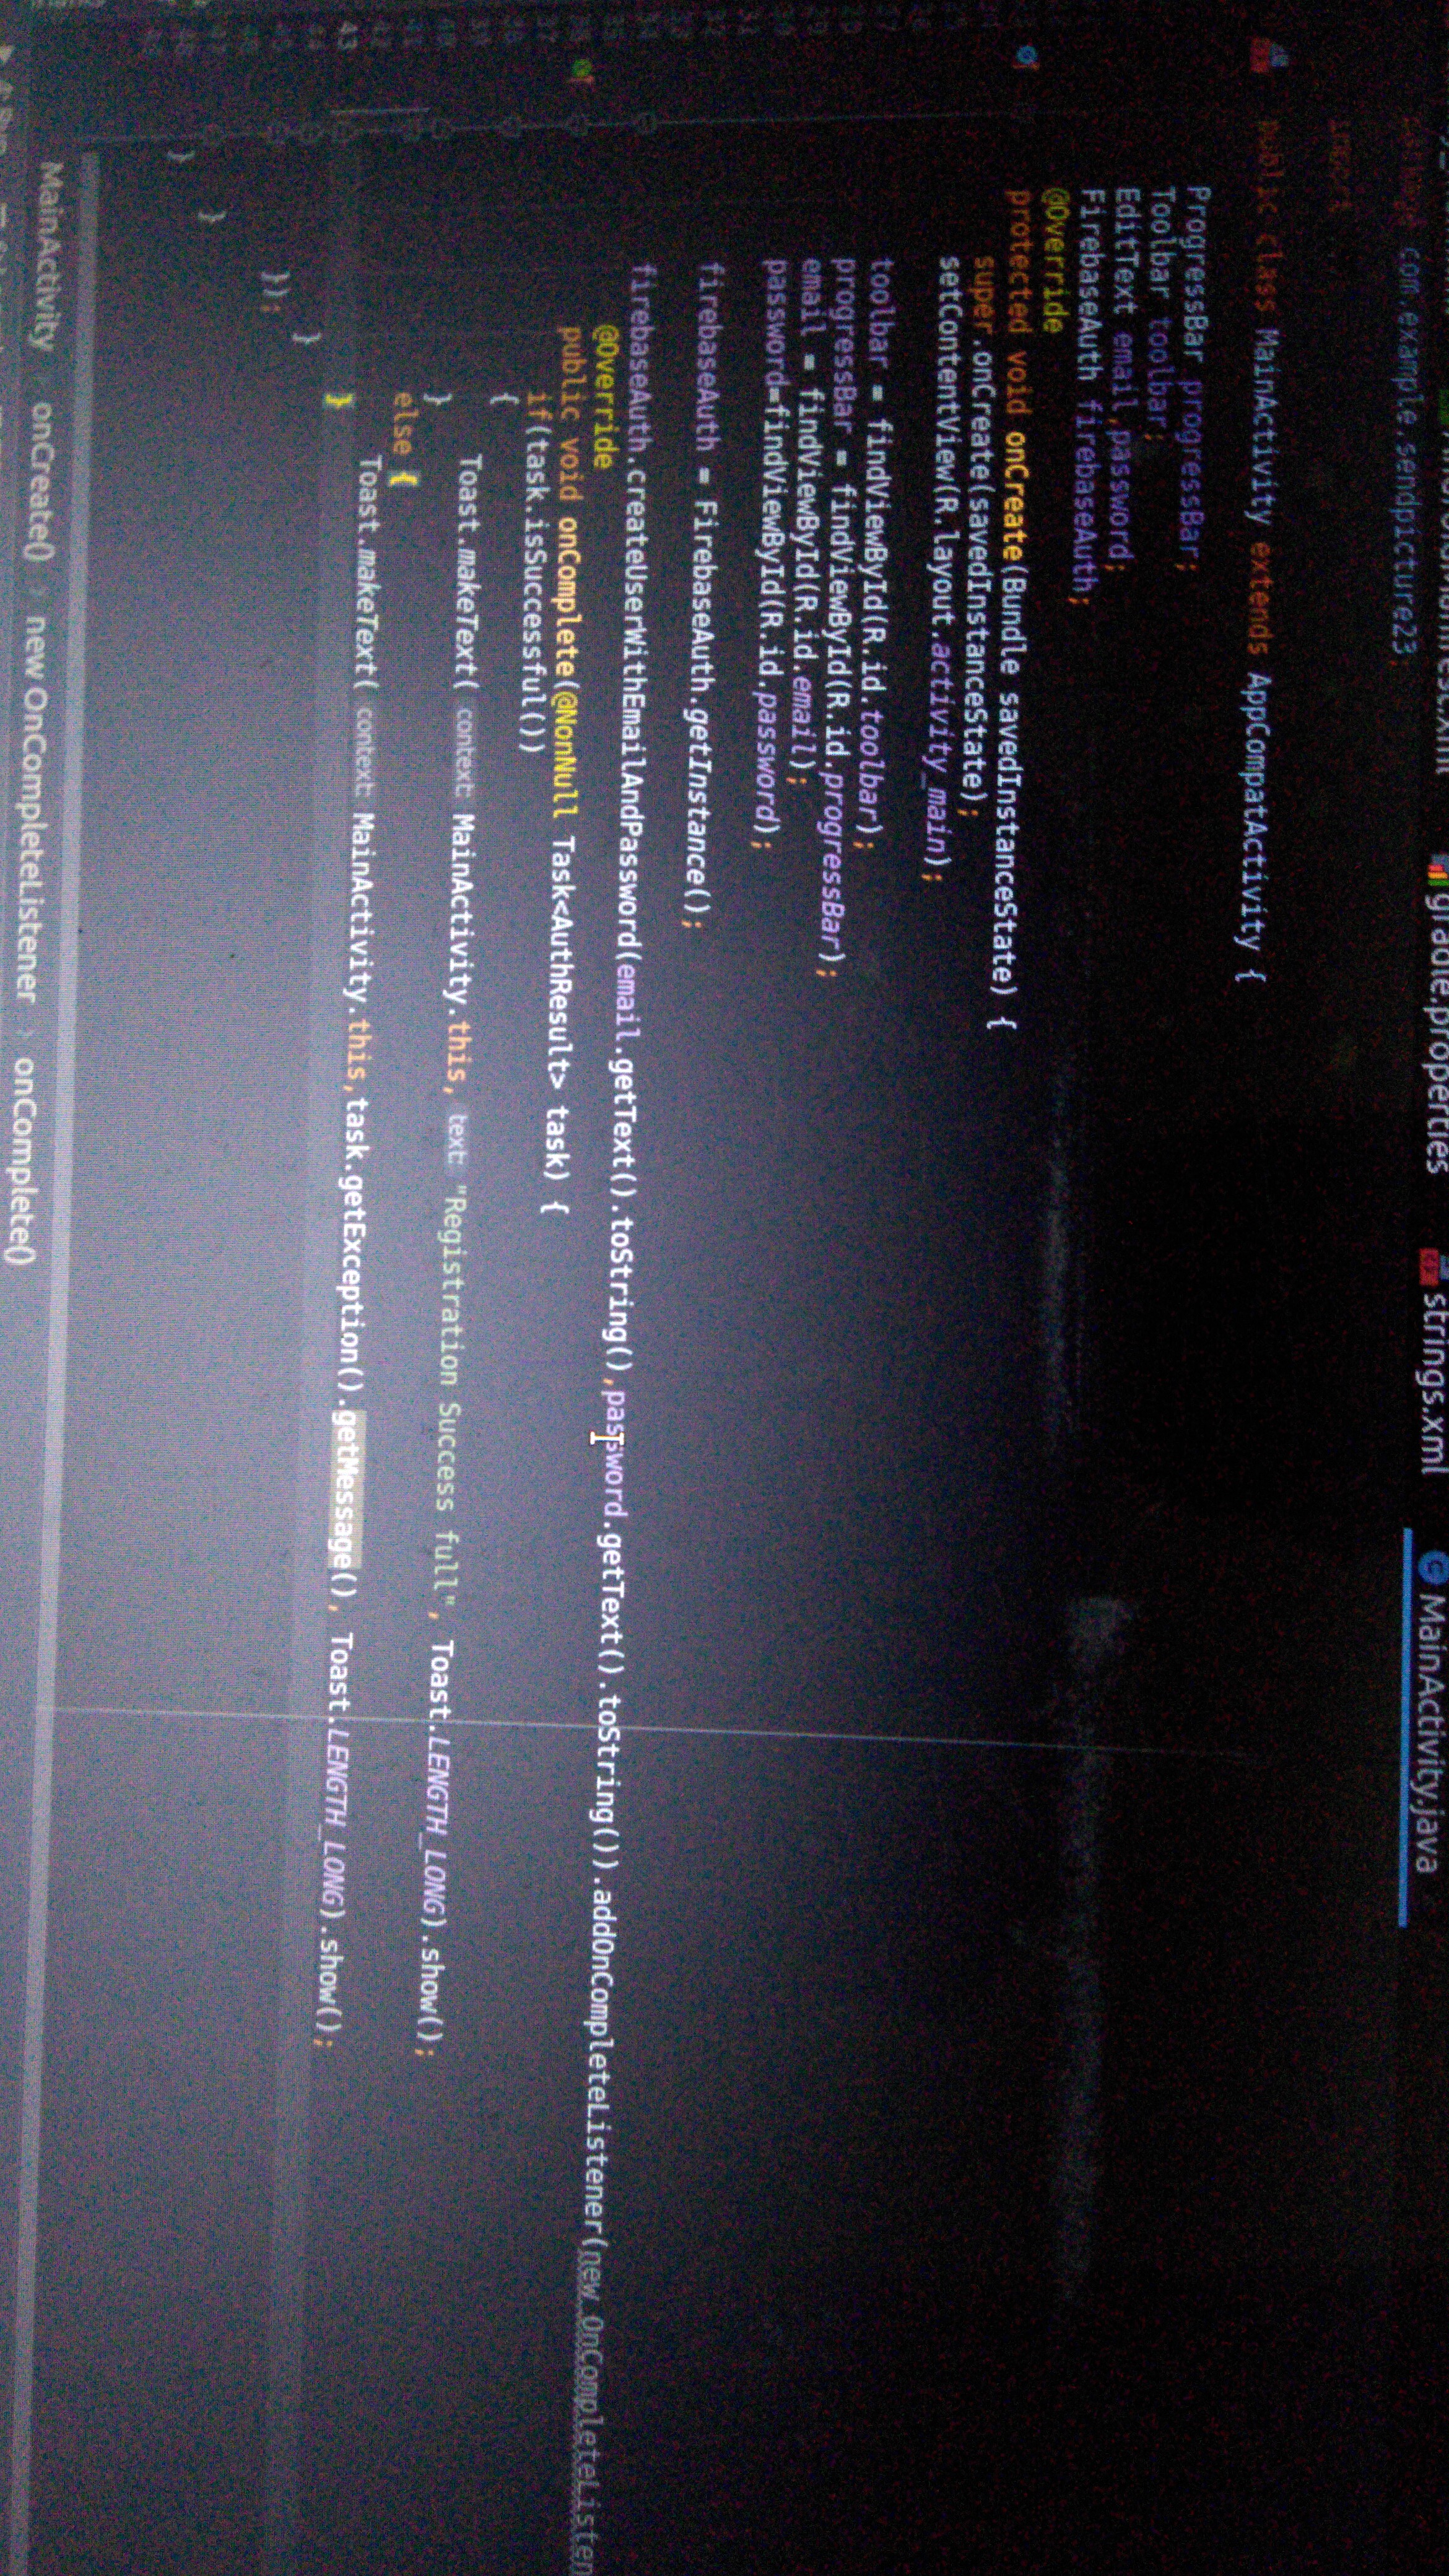 gradle.properties strings.xml MainActivity.java
com.example.sendpicture23;
import
public class MainActivity extends AppCompatActivity {
ProgressBar progressBar;
Toolbar toolbar;
EditText email,password;
FirebaseAuth firebaseAuth;
@Override
protected void onCreate(Bundle savedInstanceState) {
super.onCreate(savedInstanceState);
setContentView(R.layout.activity_main);
toolbar = findViewById(R.id.toolbar);
progressBar = findViewById(R.id.progressBar);
email = findViewById(R.id.email);
password=findViewById(R.id.password);
firebaseAuth = FirebaseAuth.getInstance();
firebaseAuth.createUserWithEmailAndPassword(email.getText().toString(),password.getText().toString()).addOnCompleteListener(new OnCompleteListen
@Override
public void onComplete(@NonNull Task<AuthResult> task) {
if(task.isSuccessful())
{
Toast.makeText( context: MainActivity.this, text: "Registration Success full", Toast.LENGTH_LONG).show();
}
else {
43 Toast.makeText( context: MainActivity.this,task.getException().getMessage(), Toast.LENGTH_LONG).show();
}
}
});
}
}
MainActivity › onCreate() › new OnCompleteListener › onComplete()